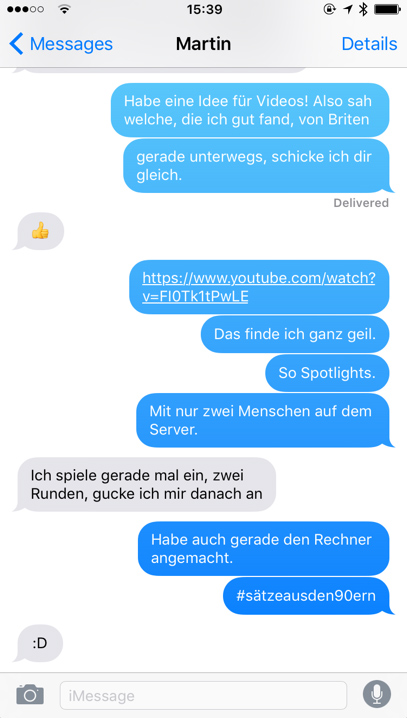 15:39
Messages
Martin
Details
Habe eine Idee für Videos! Also sah
welche, die ich gut fand, von Briten
gerade unterwegs, schicke ich dir
gleich.
Delivered
👍
https://www.youtube.com/watch?
v=FI0Tk1tPwLE
Das finde ich ganz geil.
So Spotlights.
Mit nur zwei Menschen auf dem
Server.
Ich spiele gerade mal ein, zwei
Runden, gucke ich mir danach an
Habe auch gerade den Rechner
angemacht.
#sätzeausden90ern
:D
iMessage